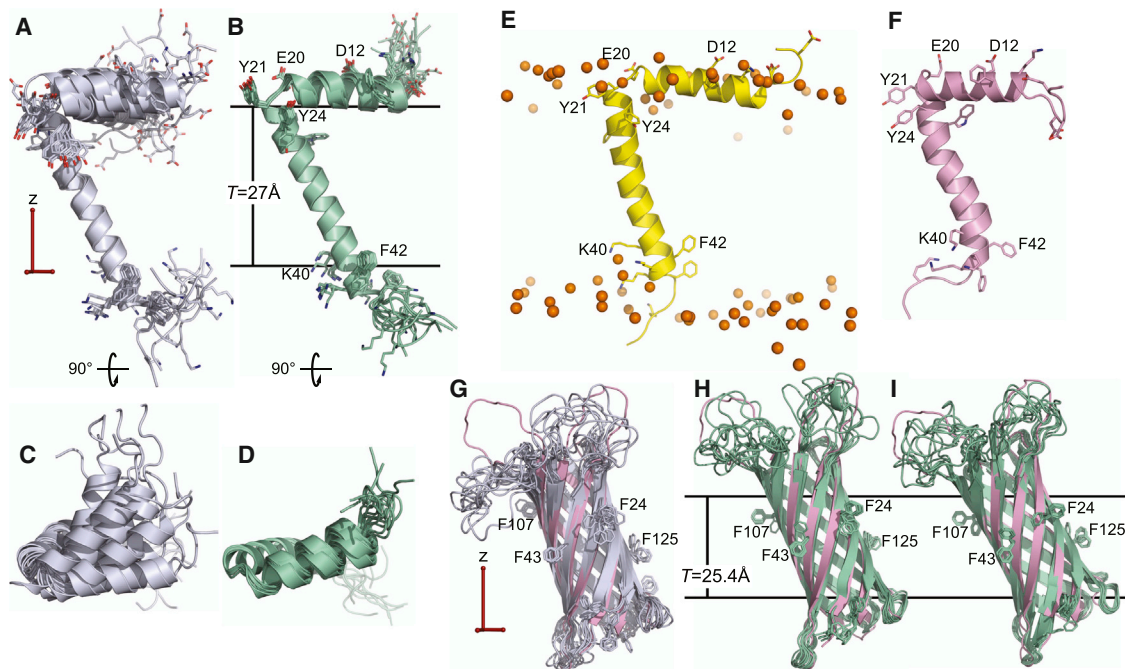 A
B
E20
D12
Y21
Y24
T=27Å
z
K40
F42
90°
90°
C
D
E
E20
D12
Y21
Y24
K40
F42
F
E20
D12
Y21
Y24
K40
F42
G
F107
F24
F43
F125
z
H
F107
F24
F43
F125
T=25.4Å
I
F107
F24
F43
F125